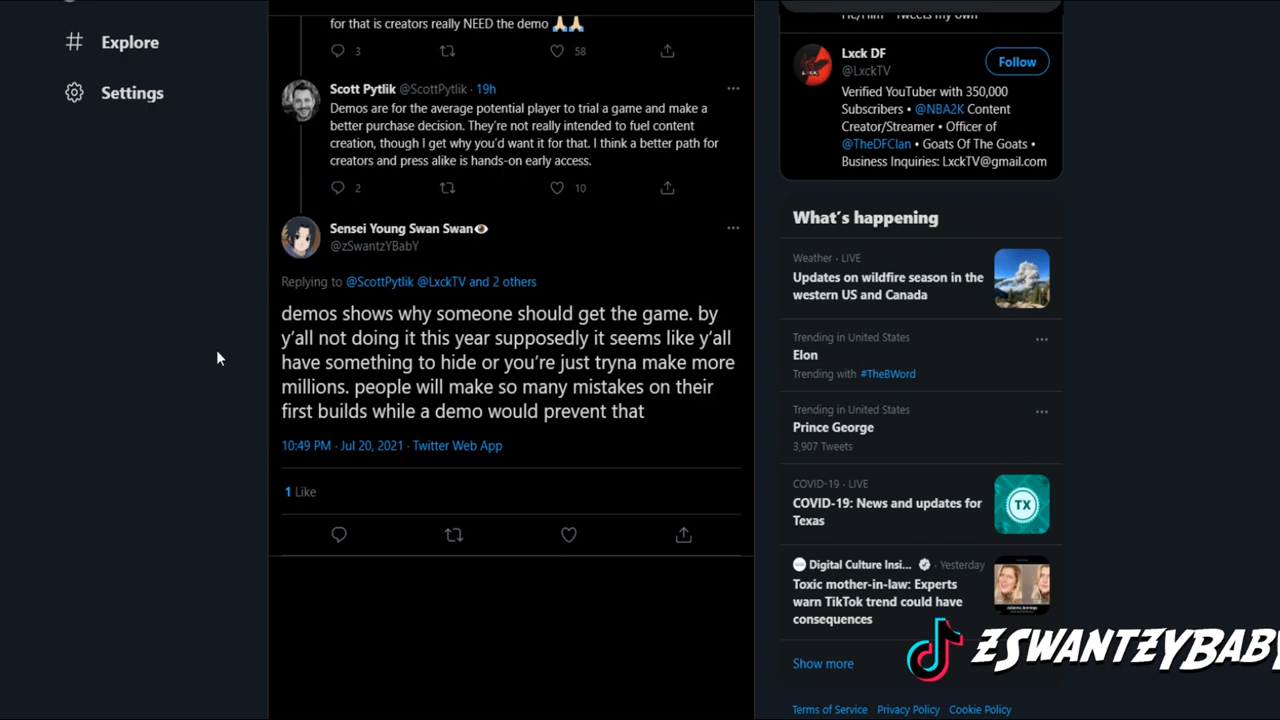 Explore
Settings
for that is creators really NEED the demo 🙏🏻🙏🏻
3
58
Scott Pytlik @ScottPytlik · 19h
Demos are for the average potential player to trial a game and make a
better purchase decision. They're not really intended to fuel content
creation, though I get why you'd want it for that. I think a better path for
creators and press alike is hands-on early access.
2
10
Sensei Young Swan Swan👁
@zSwantzYBabY
Replying to @ScottPytlik @LxckTV and 2 others
demos shows why someone should get the game. by
y'all not doing it this year supposedly it seems like y'all
have something to hide or you're just tryna make more
millions. people will make so many mistakes on their
first builds while a demo would prevent that
10:49 PM · Jul 20, 2021 · Twitter Web App
1 Like
Lxck DF
@LxckTV
Follow
Verified YouTuber with 350,000
Subscribers • @NBA2K Content
Creator/Streamer • Officer of
@TheDFClan • Goats Of The Goats •
Business Inquiries: LxckTV@gmail.com
What's happening
Weather · LIVE
Updates on wildfire season in the
western US and Canada
Trending in United States
Elon
Trending with #TheBWord
Trending in United States
Prince George
3,907 Tweets
COVID-19 · LIVE
COVID-19: News and updates for
Texas
TX
Digital Culture Insi... · Yesterday
Toxic mother-in-law: Experts
warn TikTok trend could have
consequences
Show more
ZSWANTZYBABY
Terms of Service Privacy Policy Cookie Policy